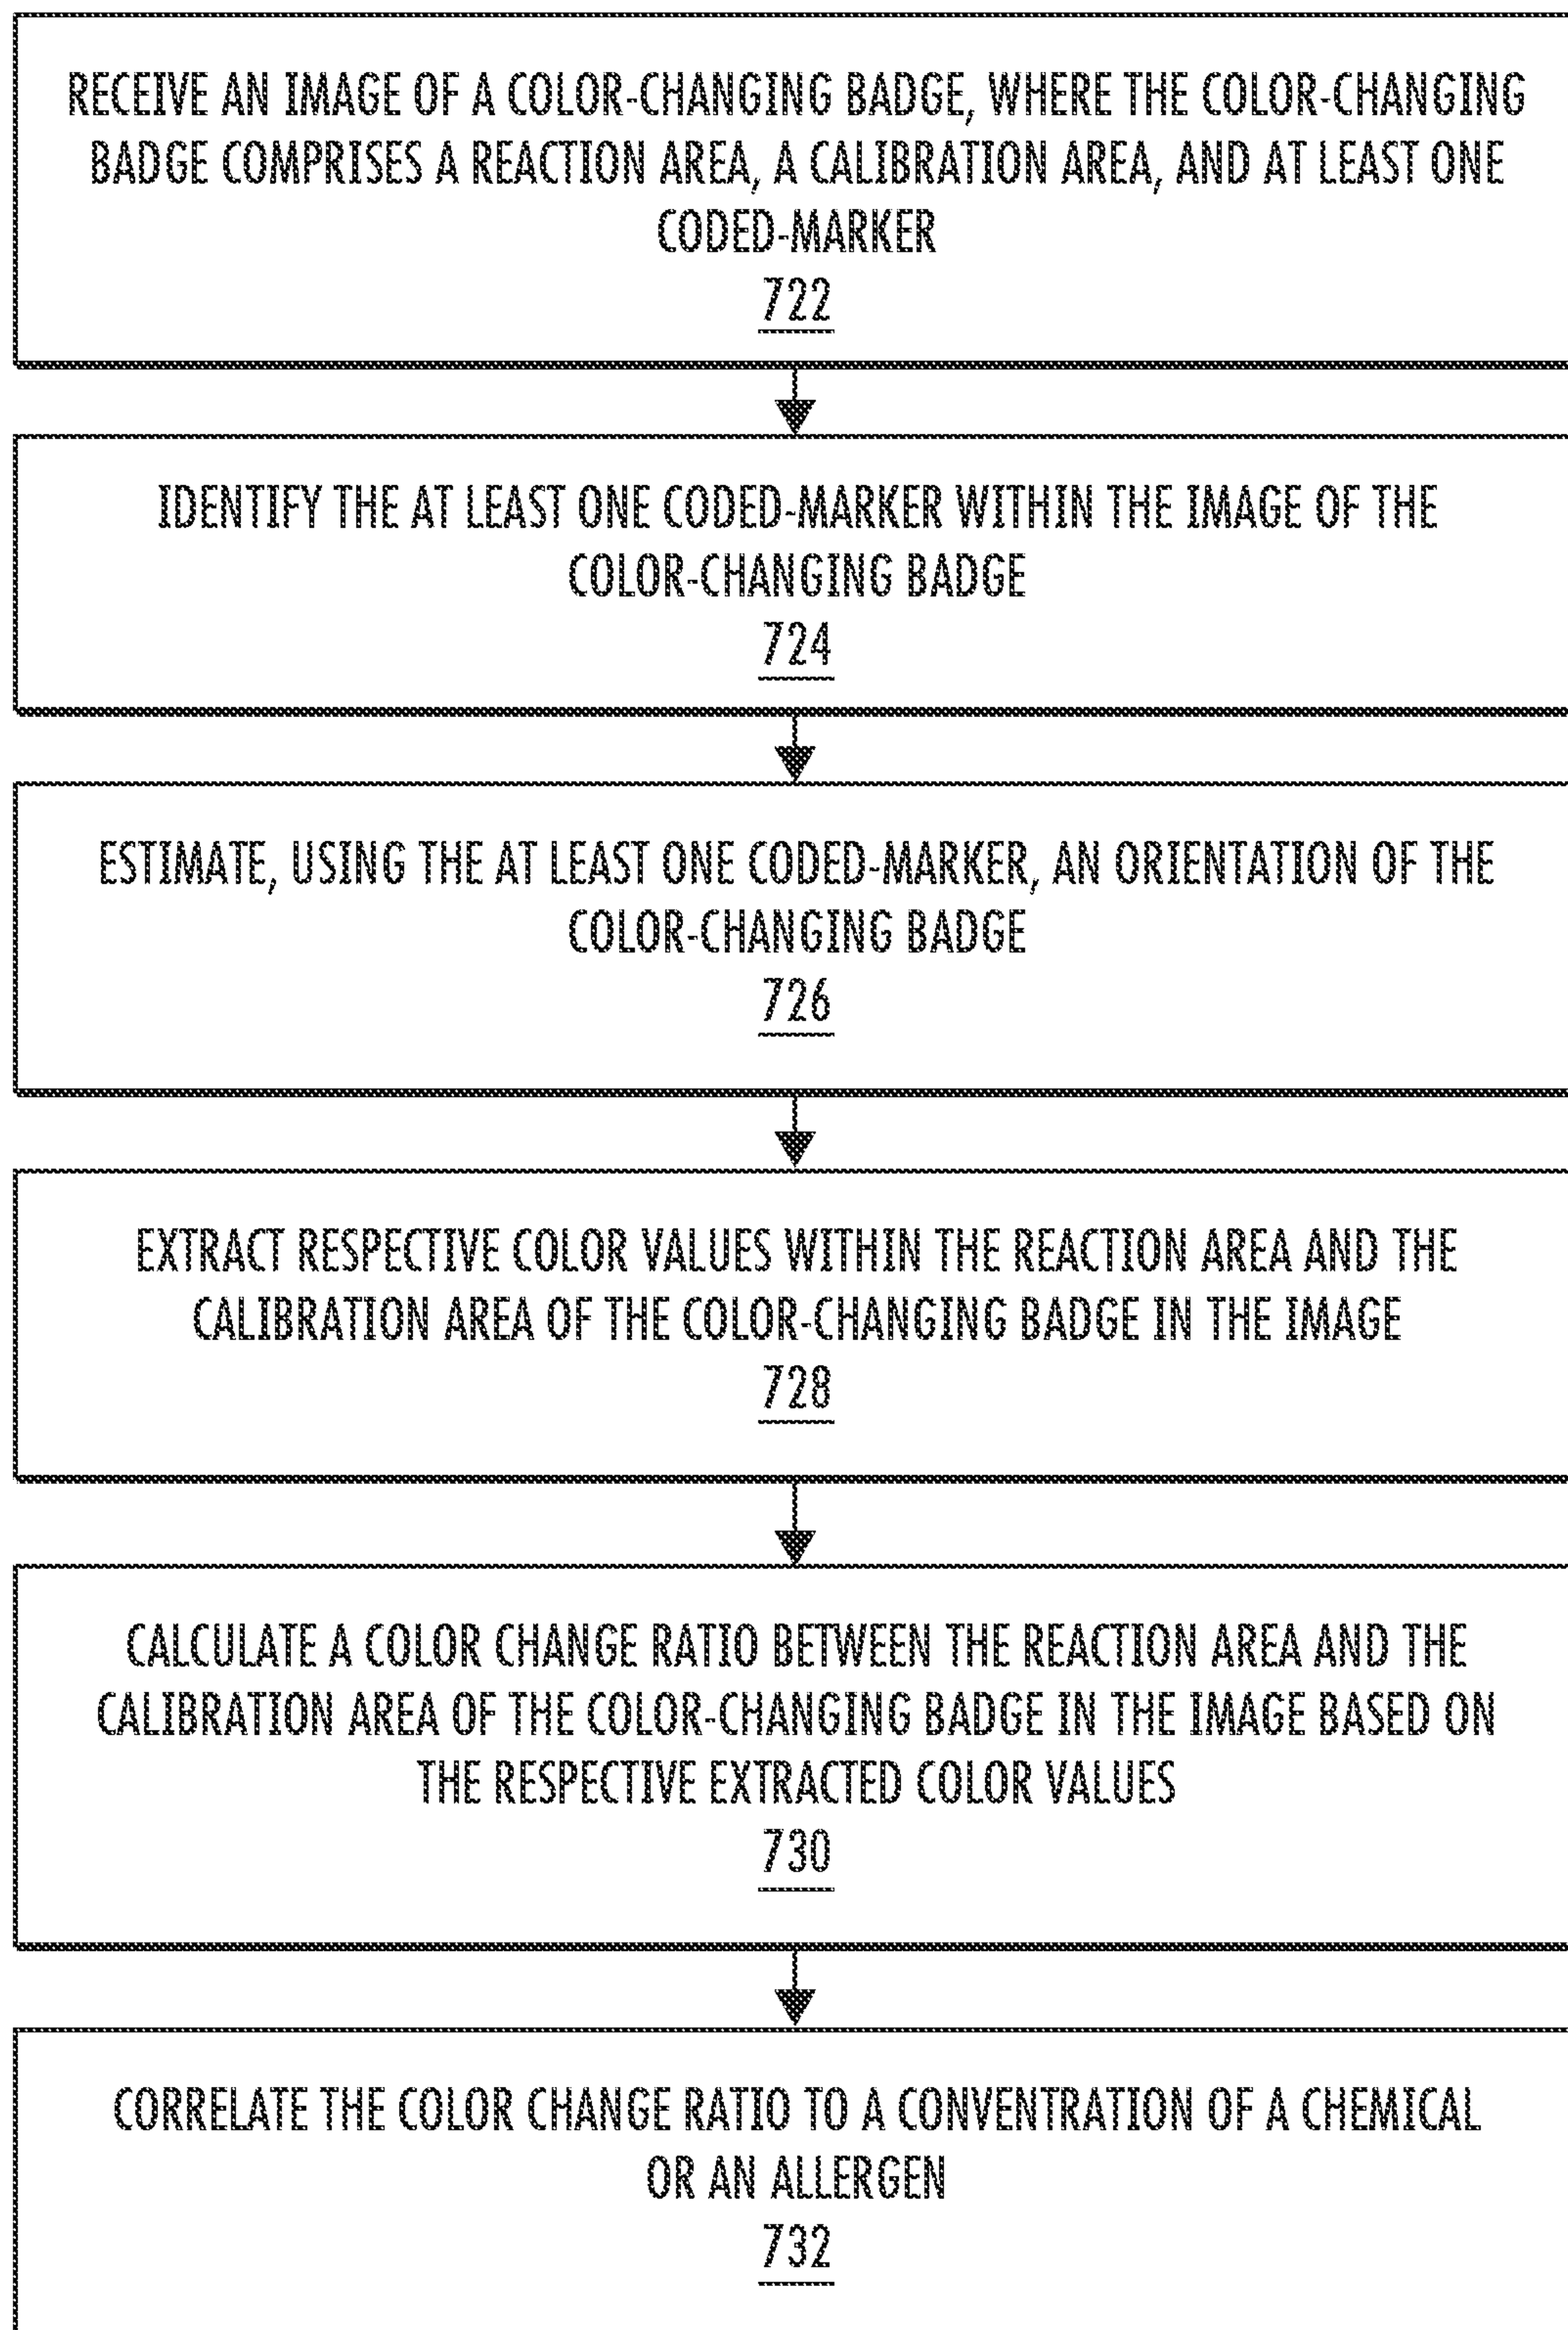 RECEIVE AN IMAGE OF A COLOR-CHANGING BADGE, WHERE THE COLOR-CHANGING
BADGE COMPRISES A REACTION AREA, A CALIBRATION AREA, AND AT LEAST ONE
CODED-MARKER
722
IDENTIFY THE AT LEAST ONE CODED-MARKER WITHIN THE IMAGE OF THE
COLOR-CHANGING BADGE
724
ESTIMATE, USING THE AT LEAST ONE CODED-MARKER, AN ORIENTATION OF THE
COLOR-CHANGING BADGE
726
EXTRACT RESPECTIVE COLOR VALUES WITHIN THE REACTION AREA AND THE
CALIBRATION AREA OF THE COLOR-CHANGING BADGE IN THE IMAGE
728
CALCULATE A COLOR CHANGE RATIO BETWEEN THE REACTION AREA AND THE
CALIBRATION AREA OF THE COLOR-CHANGING BADGE IN THE IMAGE BASED ON
THE RESPECTIVE EXTRACTED COLOR VALUES
730
CORRELATE THE COLOR CHANGE RATIO TO A CONVENTRATION OF A CHEMICAL
OR AN ALLERGEN
732